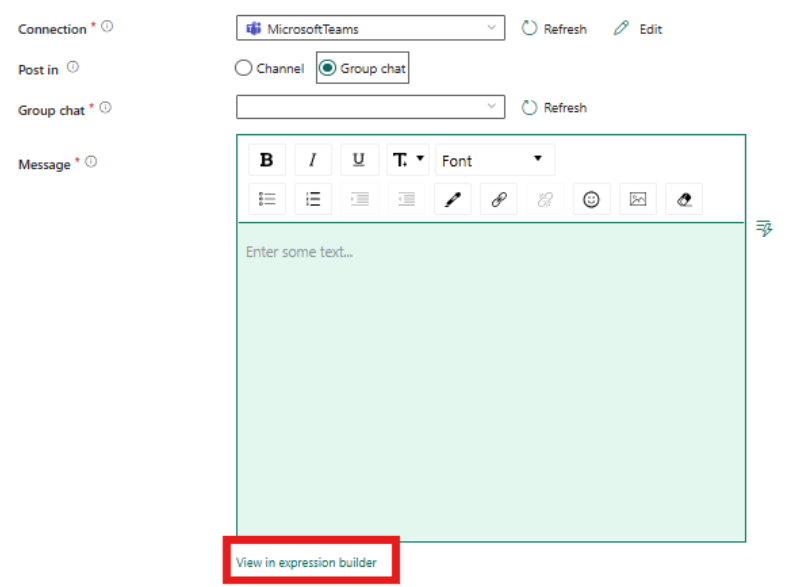 Connection * MicrosoftTeams Refresh Edit
Post in Channel Group chat
Group chat * Refresh
Message * B I U T. Font
Enter some text...
View in expression builder